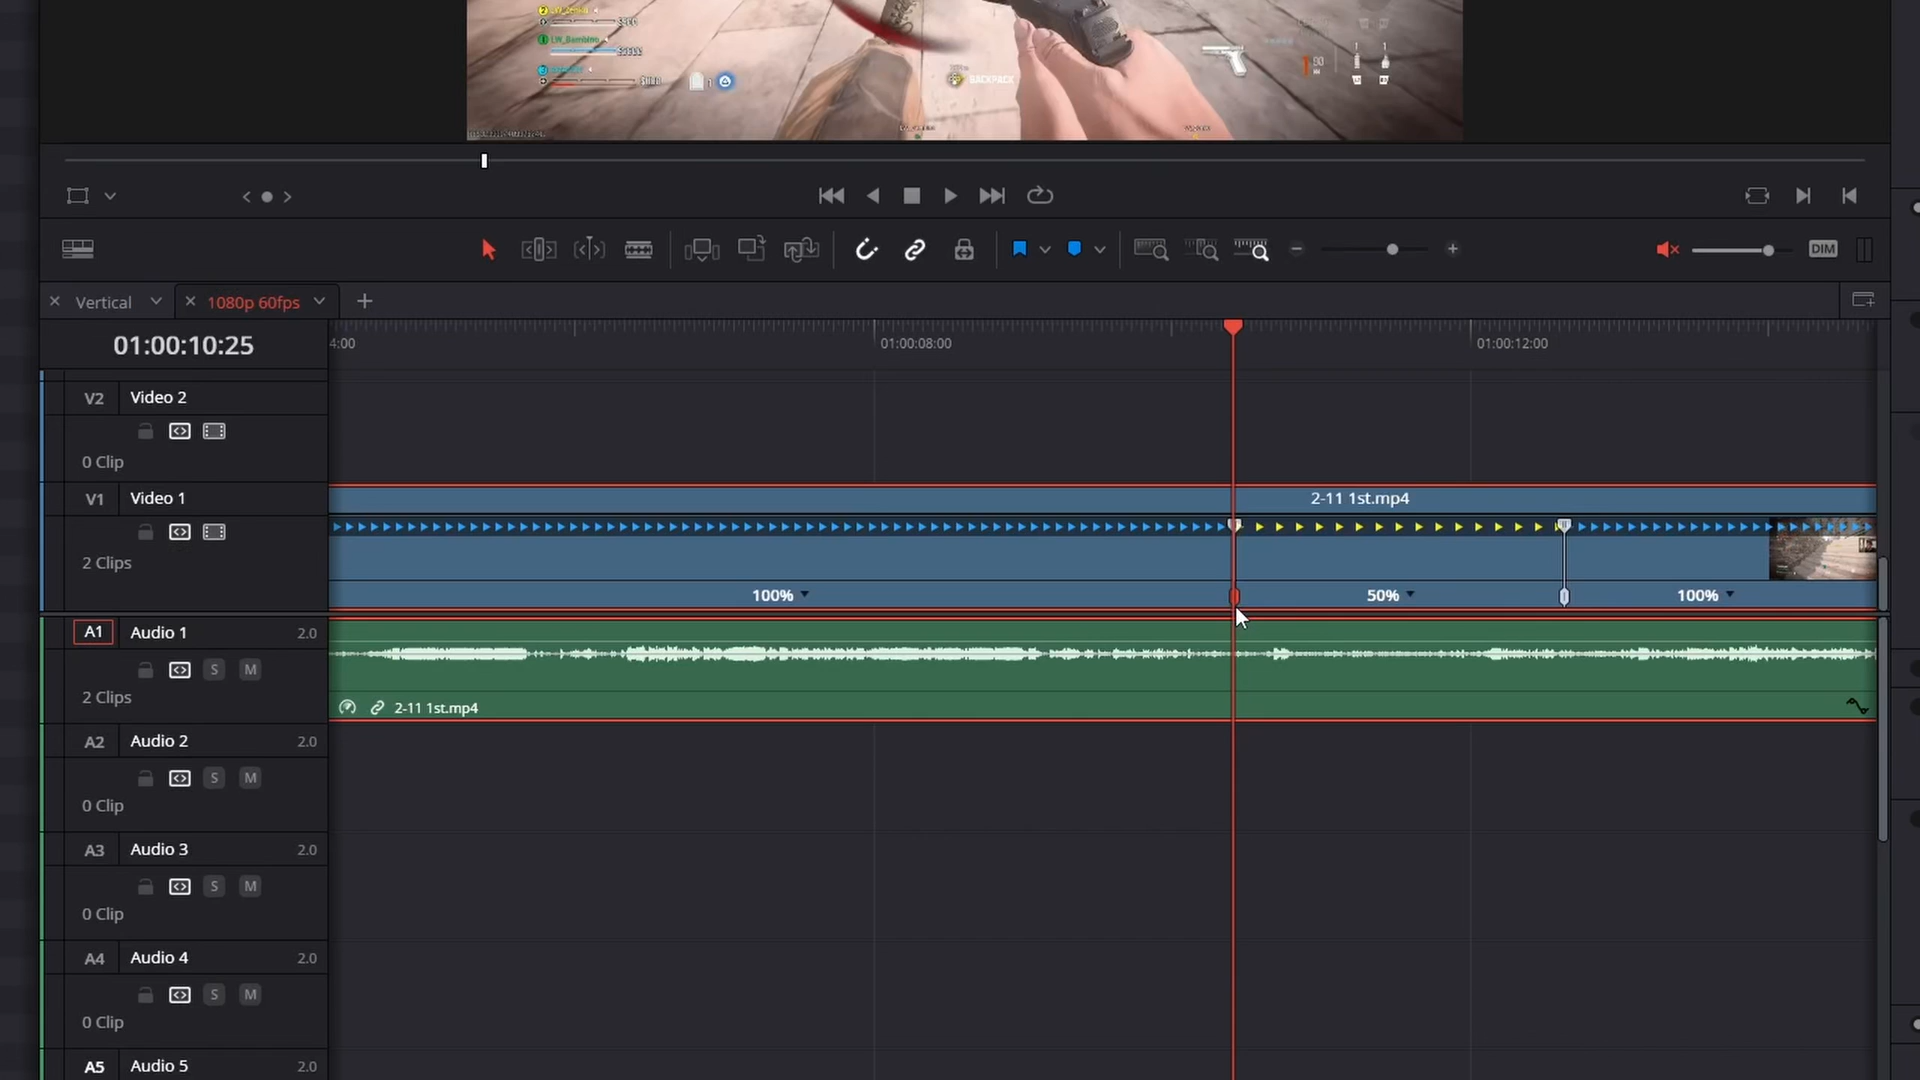 LW_Bambino
BACKPACK
DIM
Vertical
1080p 60fps
01:00:10:25
4:00
01:00:08:00
01:00:12:00
V2
Video 2
0 Clip
V1
Video 1
2 Clips
2-11 1st.mp4
100%
50%
100%
A1
Audio 1
2.0
S
M
2 Clips
2-11 1st.mp4
A2
Audio 2
2.0
S
M
0 Clip
A3
Audio 3
2.0
S
M
0 Clip
A4
Audio 4
2.0
S
M
0 Clip
A5
Audio 5
2.0